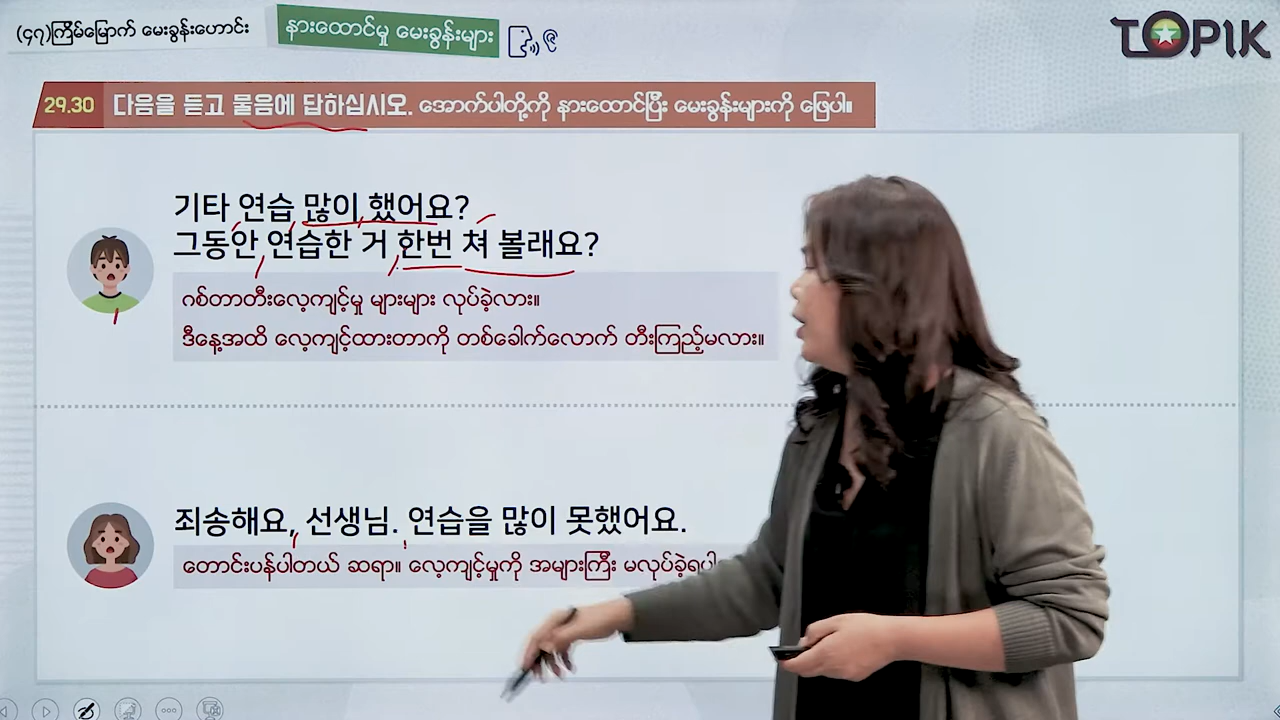 (၄၇)ကြိမ်မြောက် မေးခွန်းဟောင်း
နားထောင်မှု မေးခွန်းများ
TOPIK
29.30 다음을 듣고 물음에 답하십시오. အောက်ပါတို့ကို နားထောင်ပြီး မေးခွန်းများကို ဖြေပါ။
기타 연습 많이 했어요?
그동안 연습한 거 한번 쳐 볼래요?
ဂစ်တာတီးလေ့ကျင့်မှု များများ လုပ်ခဲ့လား။
ဒီနေ့အထိ လေ့ကျင့်ထားတာကို တစ်ခေါက်လောက် တီးကြည့်မလား။
죄송해요, 선생님. 연습을 많이 못했어요.
တောင်းပန်ပါတယ် ဆရာ။ လေ့ကျင့်မှုကို အများကြီး